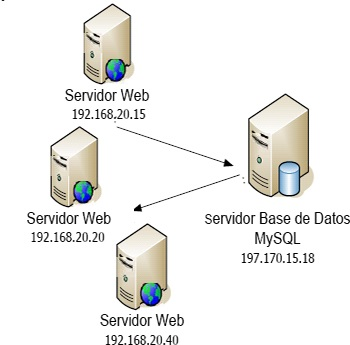 Servidor Web
192.168.20.15
Servidor Web
192.168.20.20
servidor Base de Datos
MySQL
197.170.15.18
Servidor Web
192.168.20.40